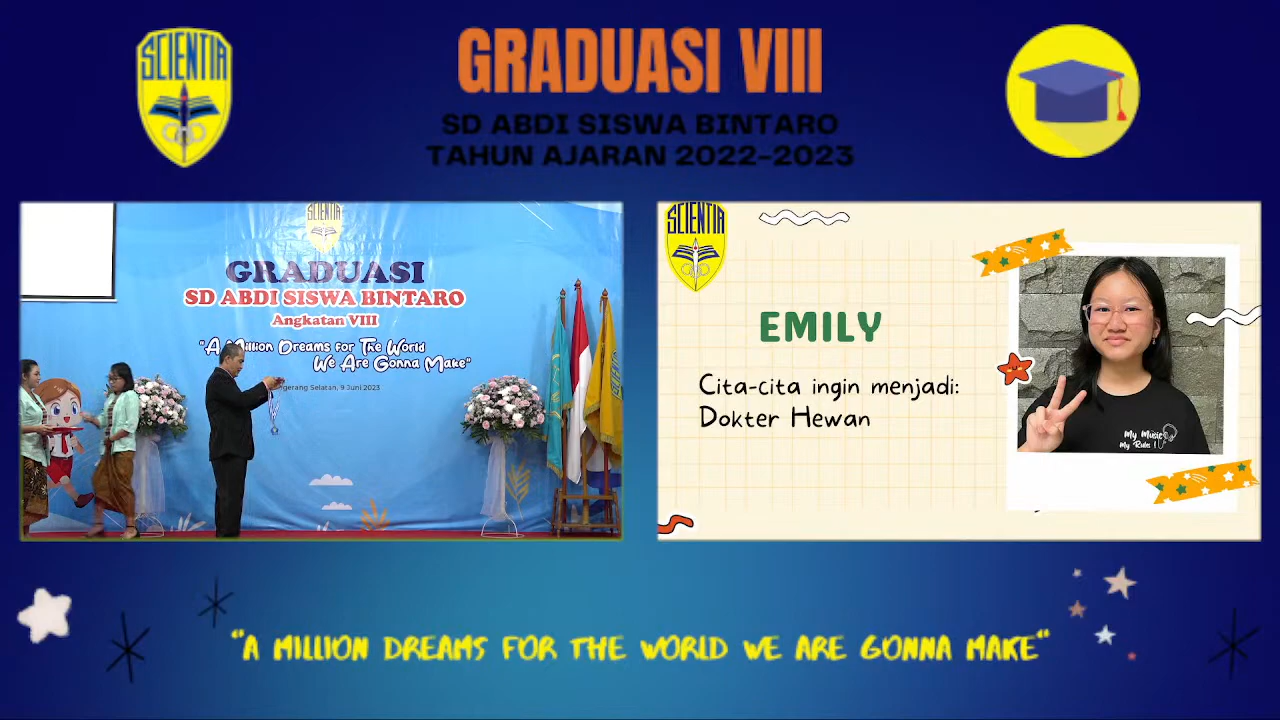 SCIENTIA
GRADUASI VIII
SD ABDI SISWA BINTARO
TAHUN AJARAN 2022-2023
SCIENTIA
GRADUASI
SD ABDI SISWA BINTARO
Angkatan VIII
"A Million Dreams for The World
We Are Gonna Make"
Selatan, 9 Juni 2023
SCIENTIA
EMILY
Cita-cita ingin menjadi:
Dokter Hewan
My Music
My Rules !
"A MILLION DREAMS FOR THE WORLD WE ARE GONNA MAKE"